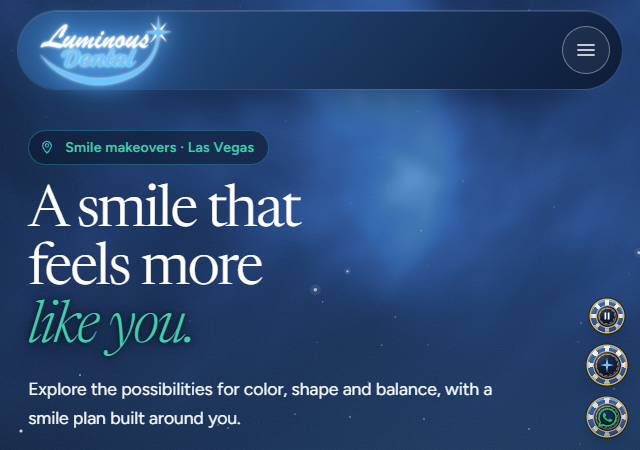 Luminous
Dental
Smile makeovers · Las Vegas
A smile that
feels more
like you.
Explore the possibilities for color, shape and balance, with a
smile plan built around you.